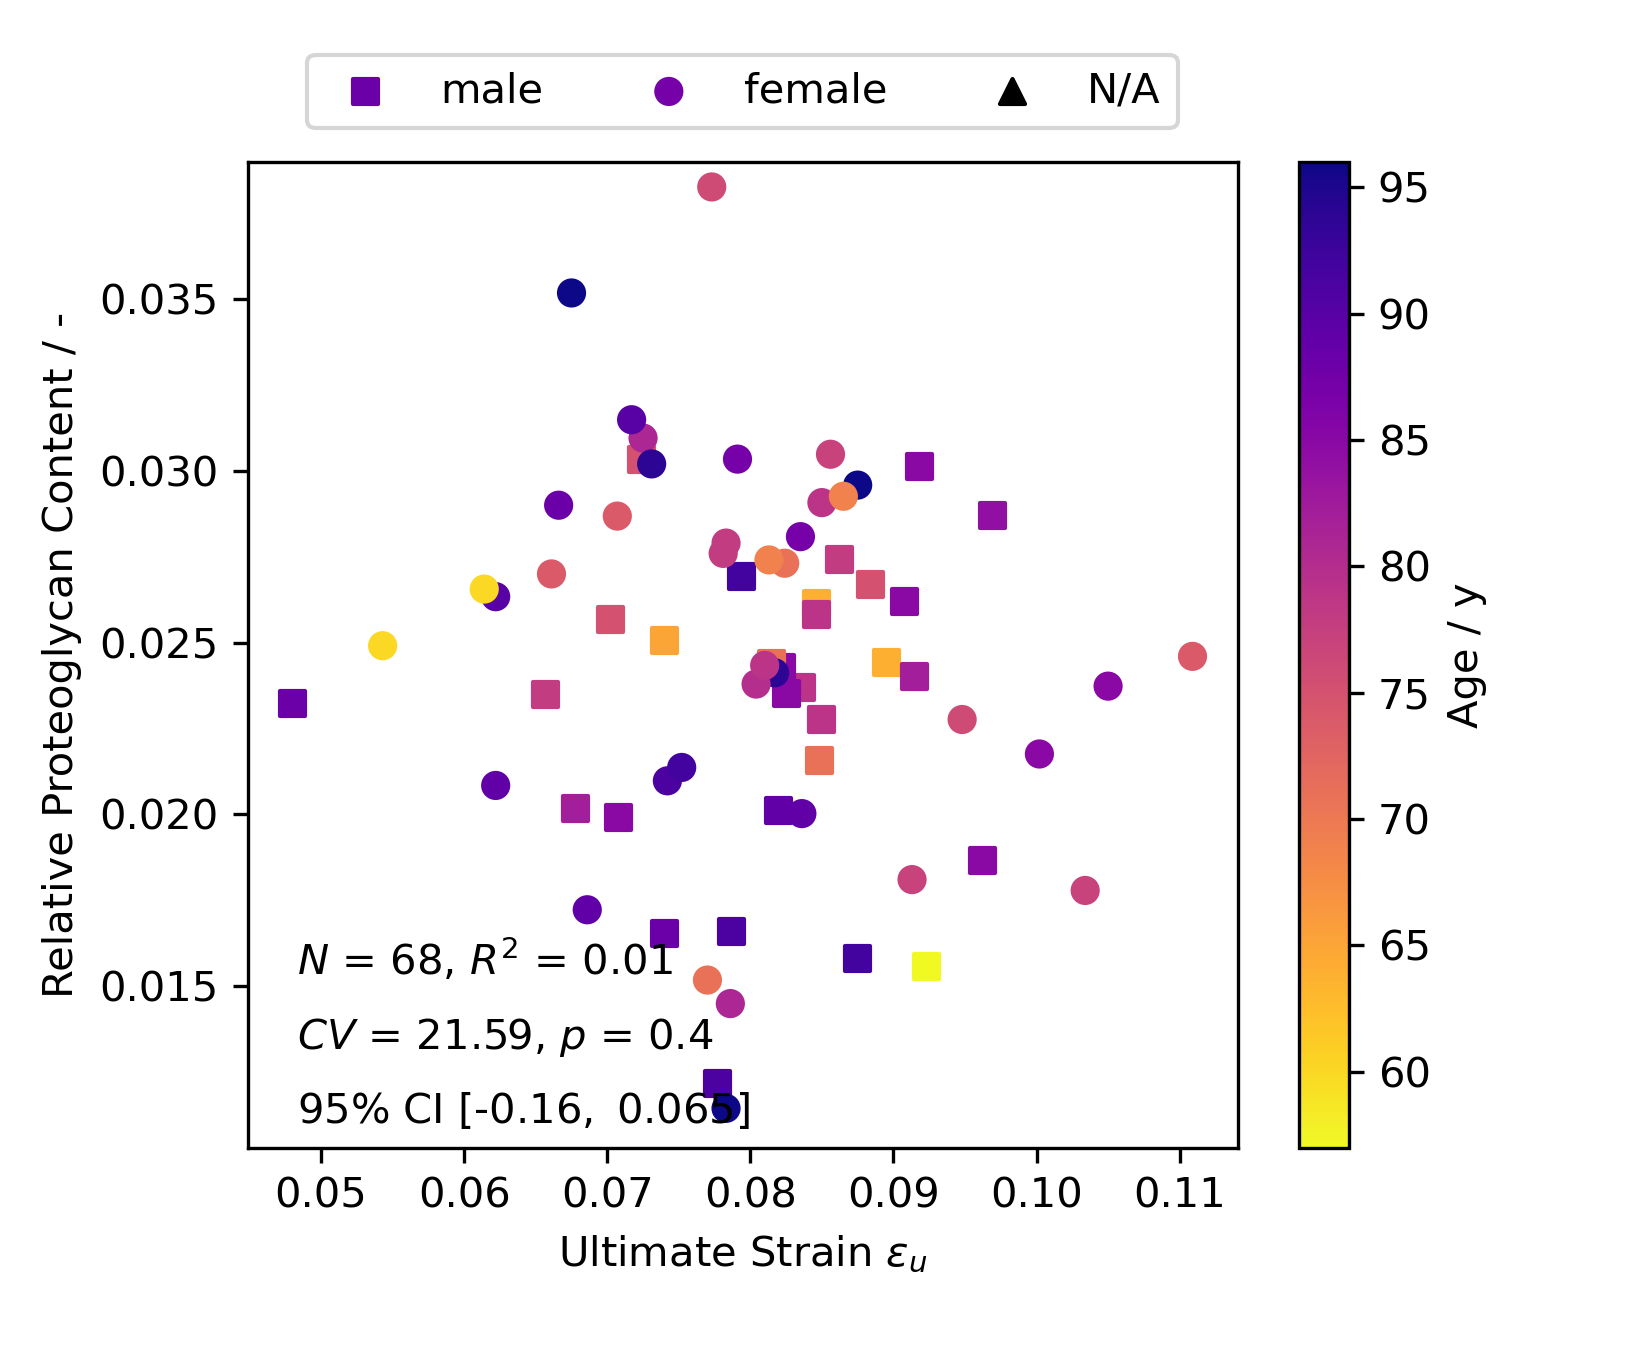 male female N/A
0.035
0.030
0.025
0.020
0.015
Relative Proteoglycan Content / -
N = 68, R² = 0.01
CV = 21.59, p = 0.4
95% CI [-0.16, 0.065]
0.05 0.06 0.07 0.08 0.09 0.10 0.11
Ultimate Strain εᵤ
95
90
85
80
75
70
65
60
Age / y